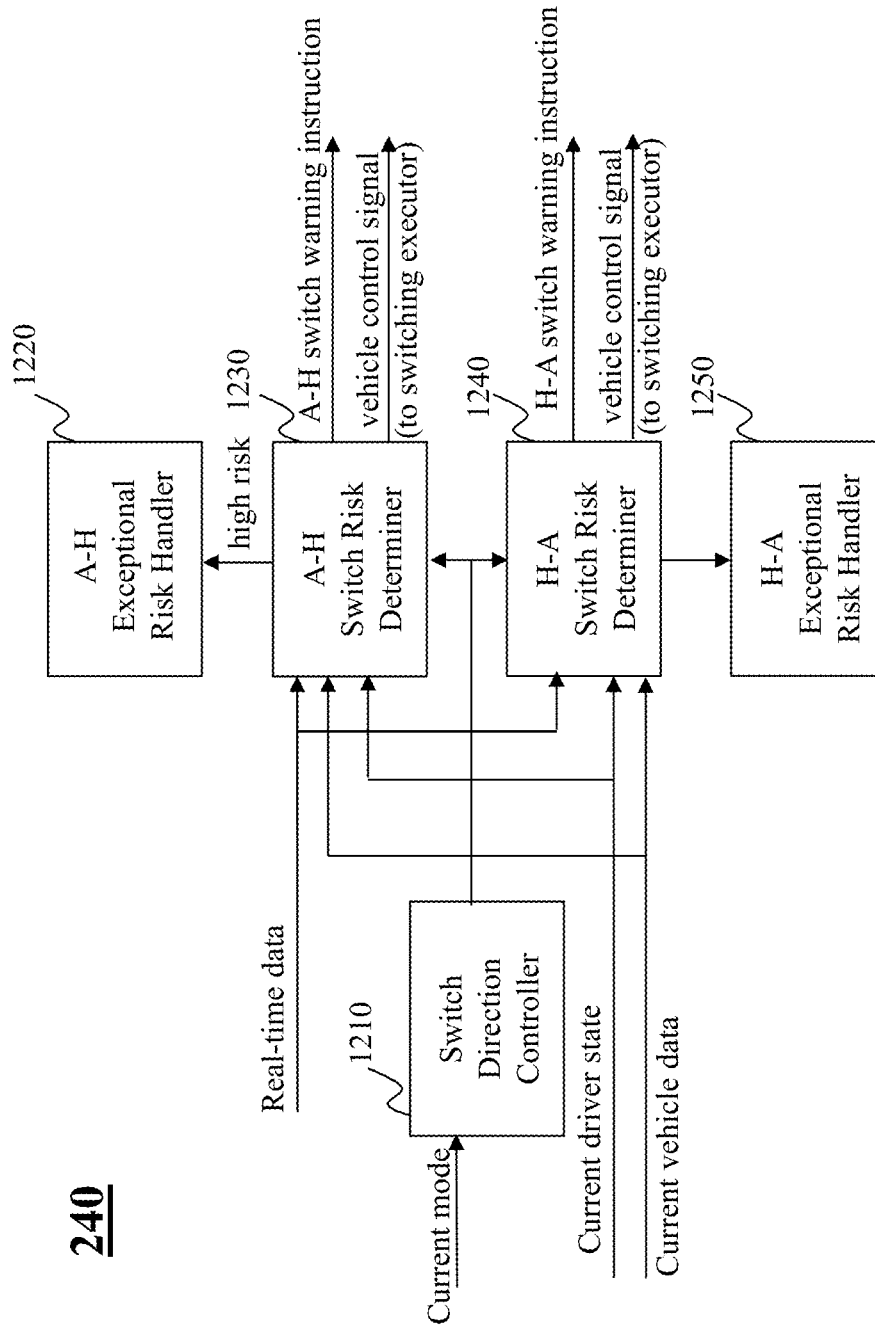 240
1220
A-H
Exceptional
Risk Handler
high risk
1230
A-H
Switch Risk
Determiner
A-H switch warning instruction
vehicle control signal
(to switching executor)
Real-time data
1210
Switch
Direction
Controller
Current mode
Current driver state
Current vehicle data
1240
H-A
Switch Risk
Determiner
H-A switch warning instruction
vehicle control signal
(to switching executor)
1250
H-A
Exceptional
Risk Handler